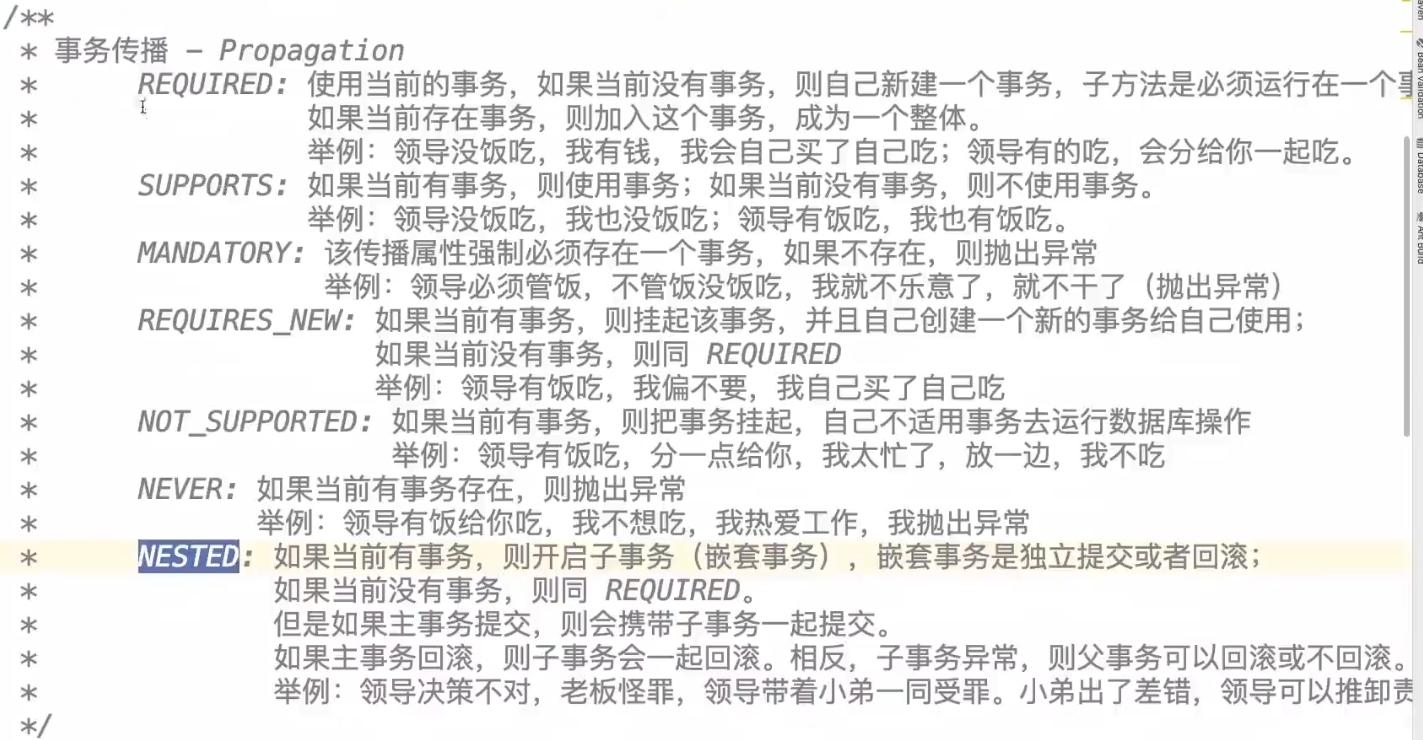 /**
* 事务传播 - Propagation
* REQUIRED: 使用当前的事务，如果当前没有事务，则自己新建一个事务，子方法是必须运行在一个
* 如果当前存在事务，则加入这个事务，成为一个整体。
* 举例：领导没饭吃，我有钱，我会自己买了自己吃；领导有的吃，会分给你一起吃。
* SUPPORTS: 如果当前有事务，则使用事务；如果当前没有事务，则不使用事务。
* 举例：领导没饭吃，我也没饭吃；领导有饭吃，我也有饭吃。
* MANDATORY: 该传播属性强制必须存在一个事务，如果不存在，则抛出异常
* 举例：领导必须管饭，不管饭没饭吃，我就不乐意了，就不干了（抛出异常）
* REQUIRES_NEW: 如果当前有事务，则挂起该事务，并且自己创建一个新的事务给自己使用；
* 如果当前没有事务，则同 REQUIRED
* 举例：领导有饭吃，我偏不要，我自己买了自己吃
* NOT_SUPPORTED: 如果当前有事务，则把事务挂起，自己不适用事务去运行数据库操作
* 举例：领导有饭吃，分一点给你，我太忙了，放一边，我不吃
* NEVER: 如果当前有事务存在，则抛出异常
* 举例：领导有饭给你吃，我不想吃，我热爱工作，我抛出异常
* NESTED: 如果当前有事务，则开启子事务（嵌套事务），嵌套事务是独立提交或者回滚；
* 如果当前没有事务，则同 REQUIRED。
* 但是如果主事务提交，则会携带子事务一起提交。
* 如果主事务回滚，则子事务会一起回滚。相反，子事务异常，则父事务可以回滚或不回滚。
* 举例：领导决策不对，老板怪罪，领导带着小弟一同受罪。小弟出了差错，领导可以推卸责
*/
Bean Validation
Database
Ant Build